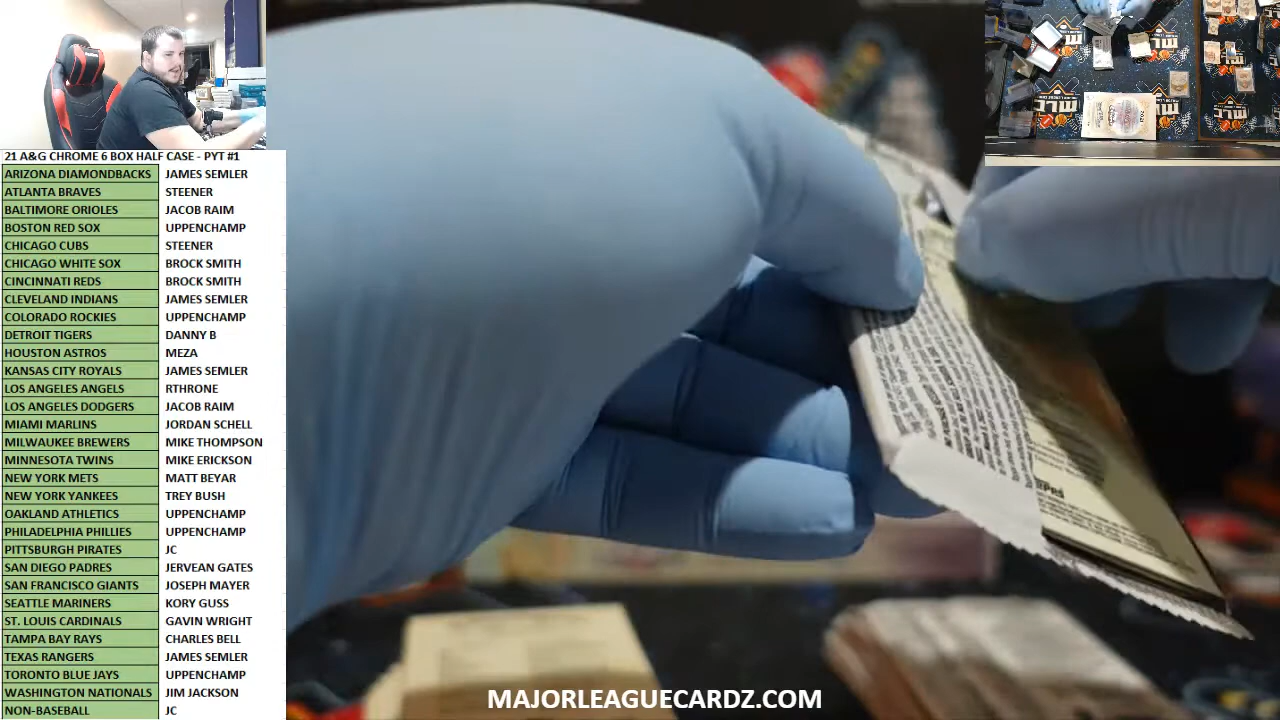 21 A&G CHROME 6 BOX HALF CASE - PYT #1
ARIZONA DIAMONDBACKS JAMES SEMLER
ATLANTA BRAVES STEENER
BALTIMORE ORIOLES JACOB RAIM
BOSTON RED SOX UPPENCHAMP
CHICAGO CUBS STEENER
CHICAGO WHITE SOX BROCK SMITH
CINCINNATI REDS BROCK SMITH
CLEVELAND INDIANS JAMES SEMLER
COLORADO ROCKIES UPPENCHAMP
DETROIT TIGERS DANNY B
HOUSTON ASTROS MEZA
KANSAS CITY ROYALS JAMES SEMLER
LOS ANGELES ANGELS RTHRONE
LOS ANGELES DODGERS JACOB RAIM
MIAMI MARLINS JORDAN SCHELL
MILWAUKEE BREWERS MIKE THOMPSON
MINNESOTA TWINS MIKE ERICKSON
NEW YORK METS MATT BEYAR
NEW YORK YANKEES TREY BUSH
OAKLAND ATHLETICS UPPENCHAMP
PHILADELPHIA PHILLIES UPPENCHAMP
PITTSBURGH PIRATES JC
SAN DIEGO PADRES JERVEAN GATES
SAN FRANCISCO GIANTS JOSEPH MAYER
SEATTLE MARINERS KORY GUSS
ST. LOUIS CARDINALS GAVIN WRIGHT
TAMPA BAY RAYS CHARLES BELL
TEXAS RANGERS JAMES SEMLER
TORONTO BLUE JAYS UPPENCHAMP
WASHINGTON NATIONALS JIM JACKSON
NON-BASEBALL JC
MAJORLEAGUECARDZ.COM
MLC
MLC